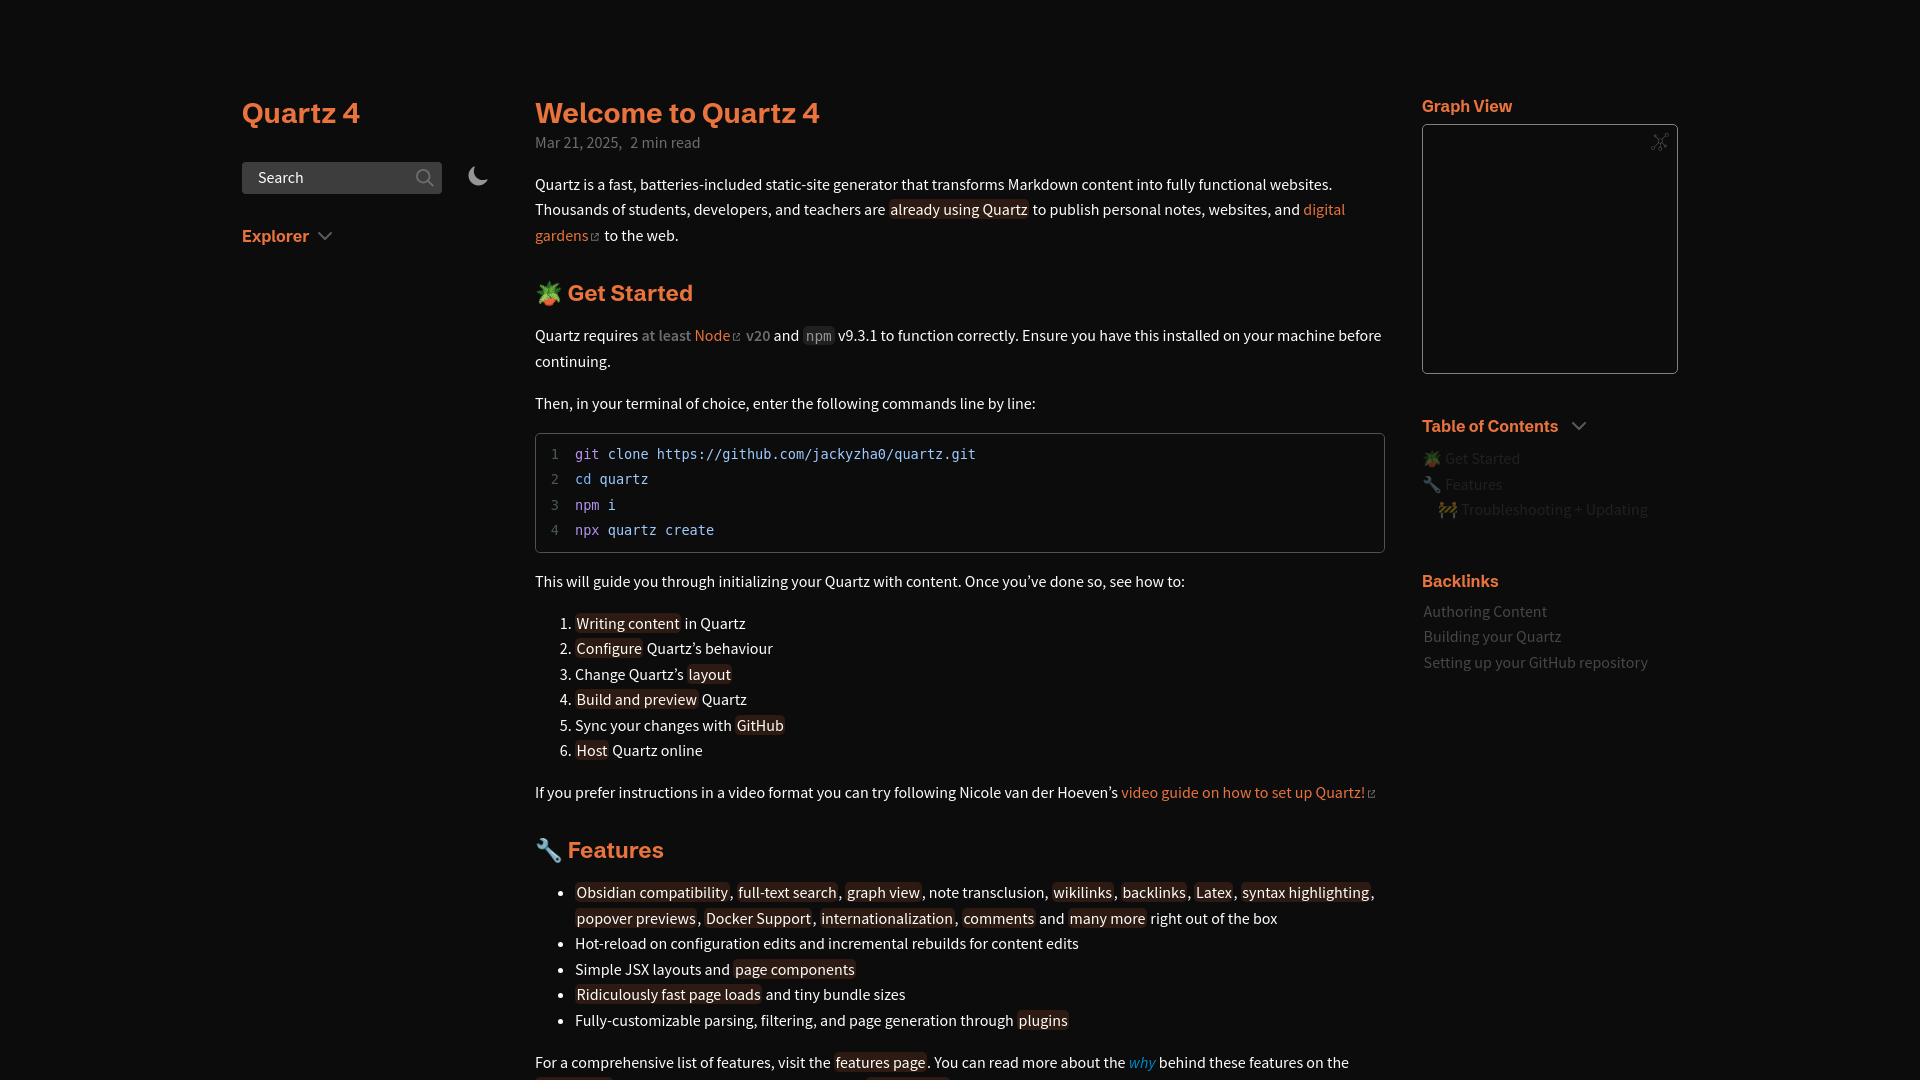 Quartz 4
Search
Explorer
Welcome to Quartz 4
Mar 21, 2025, 2 min read
Quartz is a fast, batteries-included static-site generator that transforms Markdown content into fully functional websites.
Thousands of students, developers, and teachers are already using Quartz to publish personal notes, websites, and digital
gardens to the web.
🪴 Get Started
Quartz requires at least Node v20 and npm v9.3.1 to function correctly. Ensure you have this installed on your machine before
continuing.
Then, in your terminal of choice, enter the following commands line by line:
1 git clone https://github.com/jackyzha0/quartz.git
2 cd quartz
3 npm i
4 npx quartz create
This will guide you through initializing your Quartz with content. Once you’ve done so, see how to:
1. Writing content in Quartz
2. Configure Quartz’s behaviour
3. Change Quartz’s layout
4. Build and preview Quartz
5. Sync your changes with GitHub
6. Host Quartz online
If you prefer instructions in a video format you can try following Nicole van der Hoeven’s video guide on how to set up Quartz!
🔧 Features
• Obsidian compatibility, full-text search, graph view, note transclusion, wikilinks, backlinks, Latex, syntax highlighting,
popover previews, Docker Support, internationalization, comments and many more right out of the box
• Hot-reload on configuration edits and incremental rebuilds for content edits
• Simple JSX layouts and page components
• Ridiculously fast page loads and tiny bundle sizes
• Fully-customizable parsing, filtering, and page generation through plugins
For a comprehensive list of features, visit the features page. You can read more about the why behind these features on the
Graph View
Table of Contents
🪴 Get Started
🔧 Features
🚧 Troubleshooting + Updating
Backlinks
Authoring Content
Building your Quartz
Setting up your GitHub repository